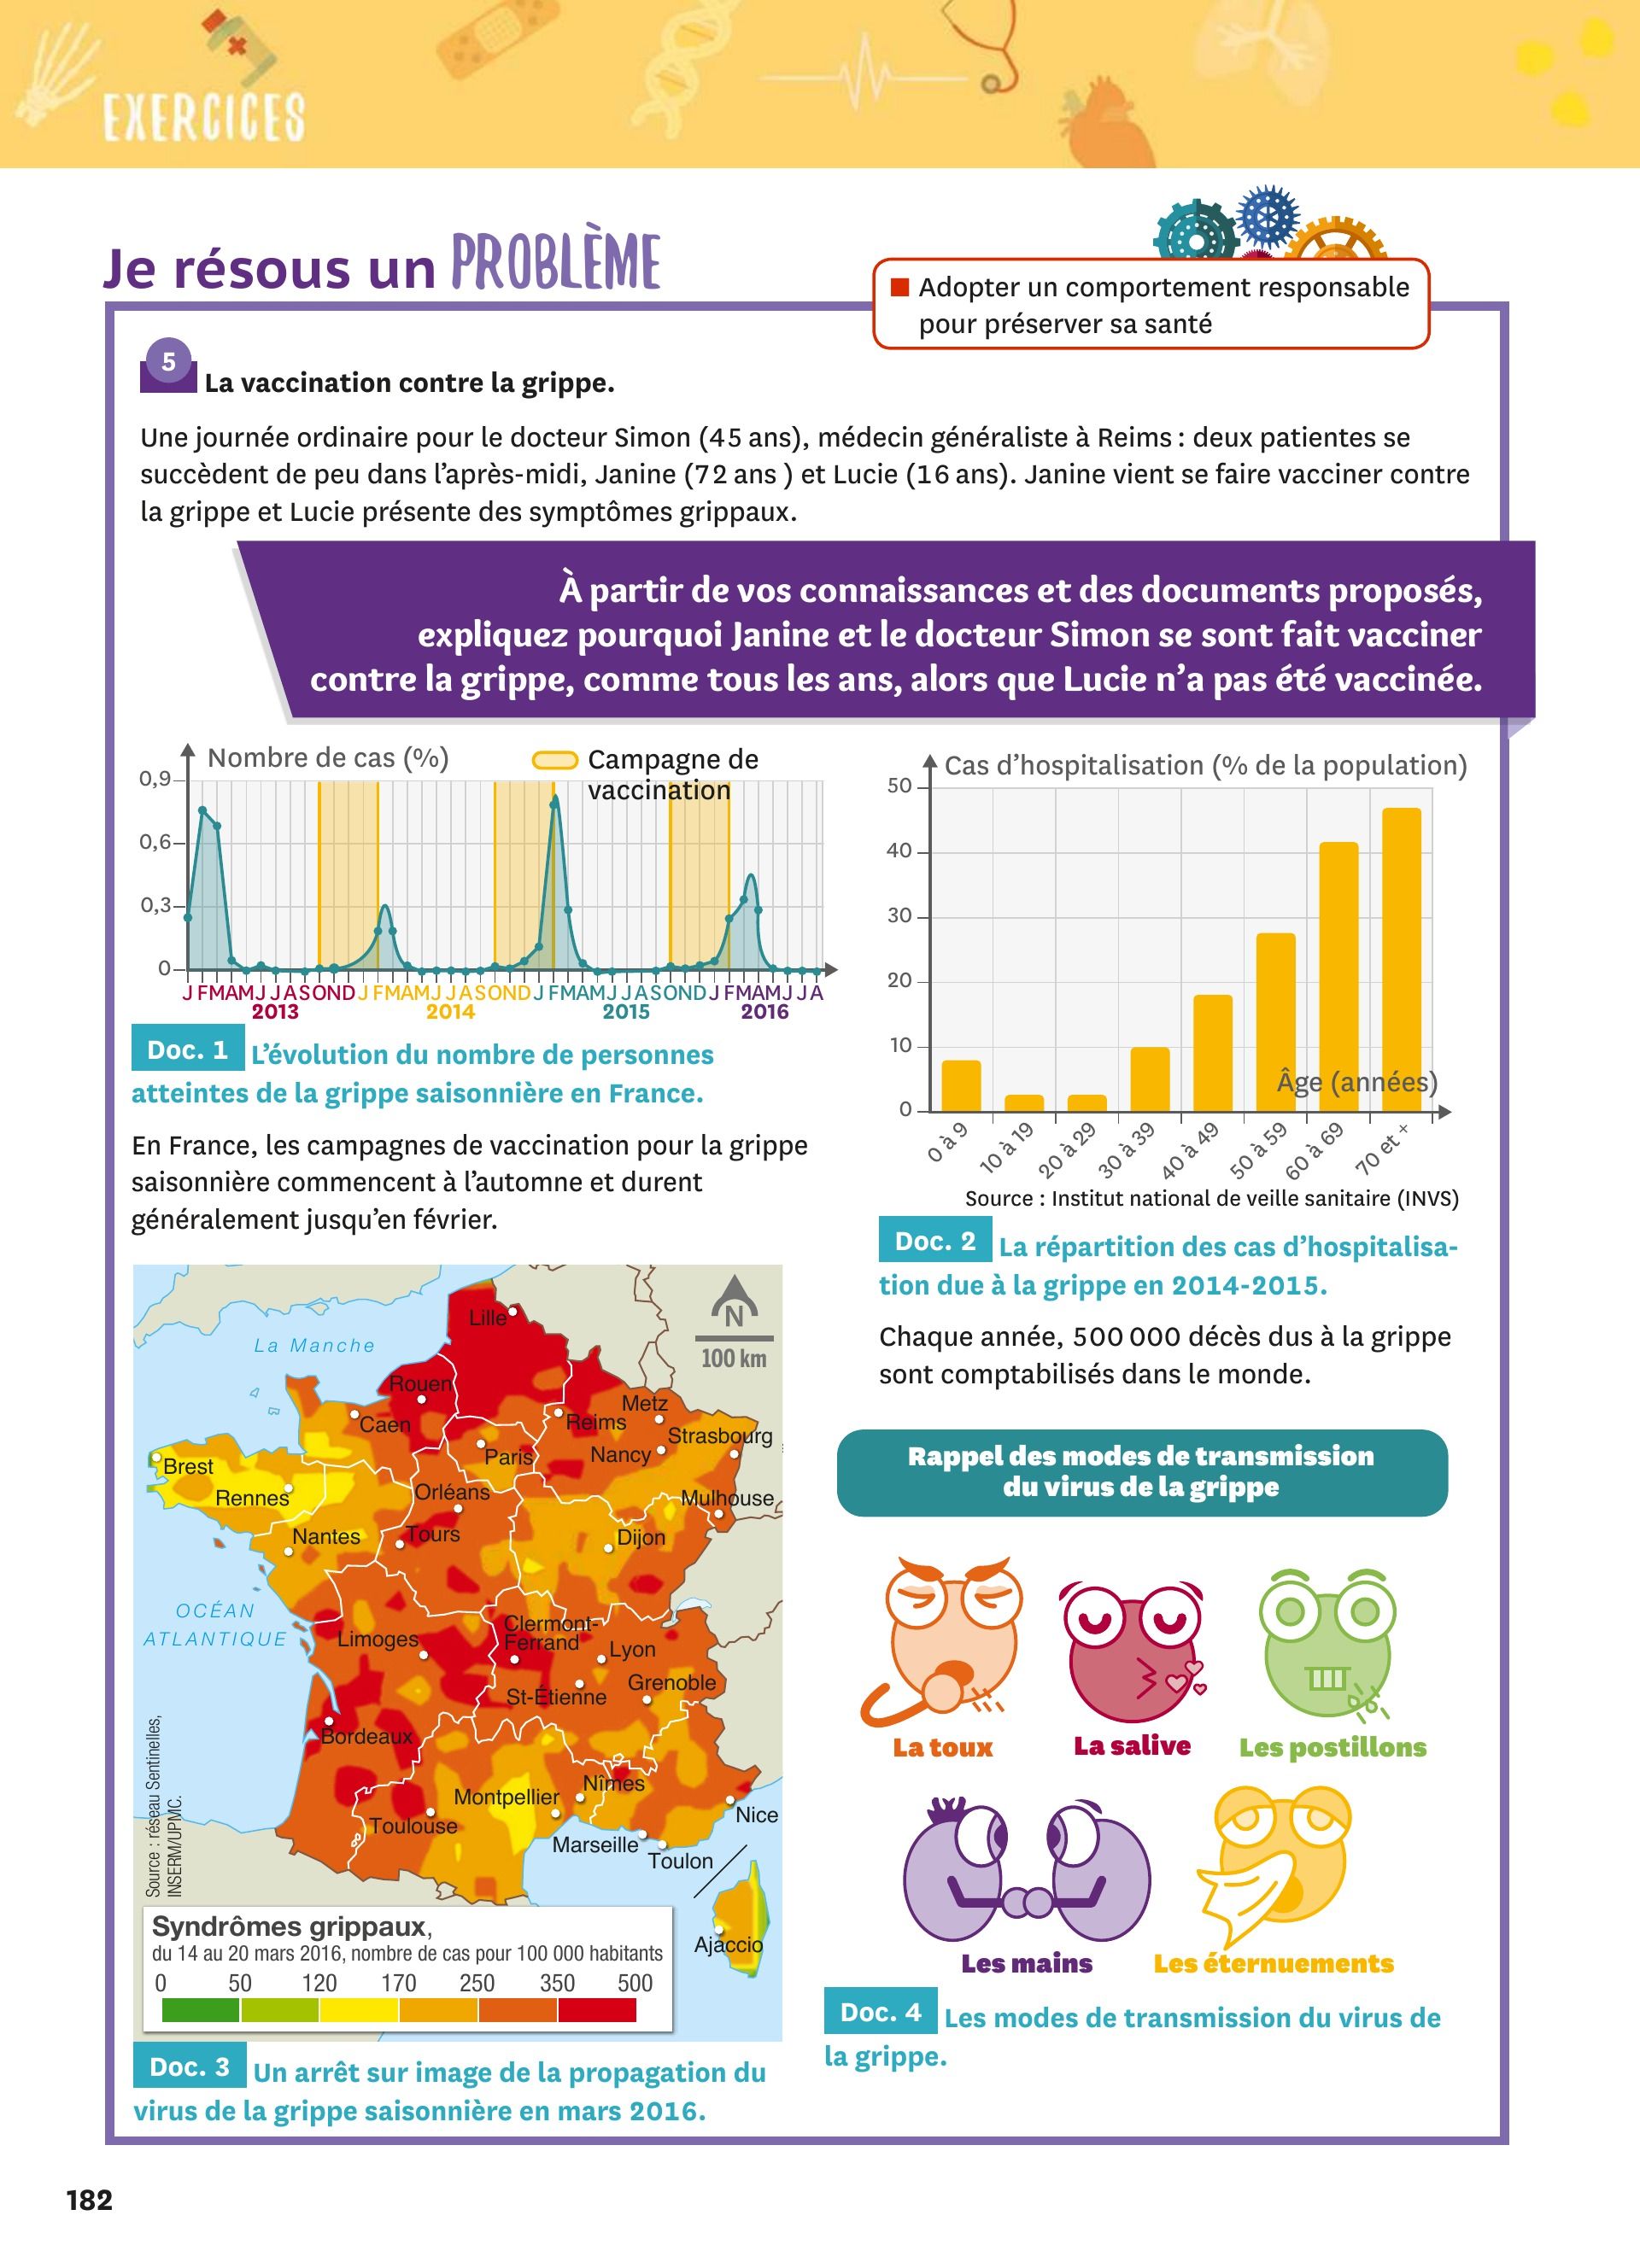 EXERCICES
Je résous un PROBLÈME
Adopter un comportement responsable
pour préserver sa santé
5
La vaccination contre la grippe.
Une journée ordinaire pour le docteur Simon (45 ans), médecin généraliste à Reims : deux patientes se
succèdent de peu dans l’après-midi, Janine (72 ans ) et Lucie (16 ans). Janine vient se faire vacciner contre
la grippe et Lucie présente des symptômes grippaux.
À partir de vos connaissances et des documents proposés,
expliquez pourquoi Janine et le docteur Simon se sont fait vacciner
contre la grippe, comme tous les ans, alors que Lucie n’a pas été vaccinée.
Nombre de cas (%)
Campagne de
vaccination
0,9
0,6
0,3
0
J FMAMJ JASONDJ FMAMJ JASONDJ FMAMJ JASONDJ FMAMJ JA
2013 2014 2015 2016
Doc. 1 L’évolution du nombre de personnes
atteintes de la grippe saisonnière en France.
En France, les campagnes de vaccination pour la grippe
saisonnière commencent à l’automne et durent
généralement jusqu’en février.
Cas d’hospitalisation (% de la population)
50
40
30
20
10
0
Âge (années)
0 à 9 10 à 19 20 à 29 30 à 39 40 à 49 50 à 59 60 à 69 70 et +
Source : Institut national de veille sanitaire (INVS)
Doc. 2 La répartition des cas d’hospitalisa-
tion due à la grippe en 2014-2015.
Chaque année, 500 000 décès dus à la grippe
sont comptabilisés dans le monde.
N
100 km
La Manche
Lille
Rouen
Caen
Reims
Metz
Strasbourg
Paris
Nancy
Brest
Rennes
Orléans
Mulhouse
Nantes
Tours
Dijon
OCÉAN
ATLANTIQUE
Limoges
Clermont-
Ferrand
Lyon
St-Étienne
Grenoble
Bordeaux
Montpellier
Nîmes
Toulouse
Nice
Marseille
Toulon
Ajaccio
Source : réseau Sentinelles,
INSERM/UPMC.
Syndrômes grippaux,
du 14 au 20 mars 2016, nombre de cas pour 100 000 habitants
0 50 120 170 250 350 500
Doc. 3 Un arrêt sur image de la propagation du
virus de la grippe saisonnière en mars 2016.
Rappel des modes de transmission
du virus de la grippe
La toux
La salive
Les postillons
Les mains
Les éternuements
Doc. 4 Les modes de transmission du virus de
la grippe.
182